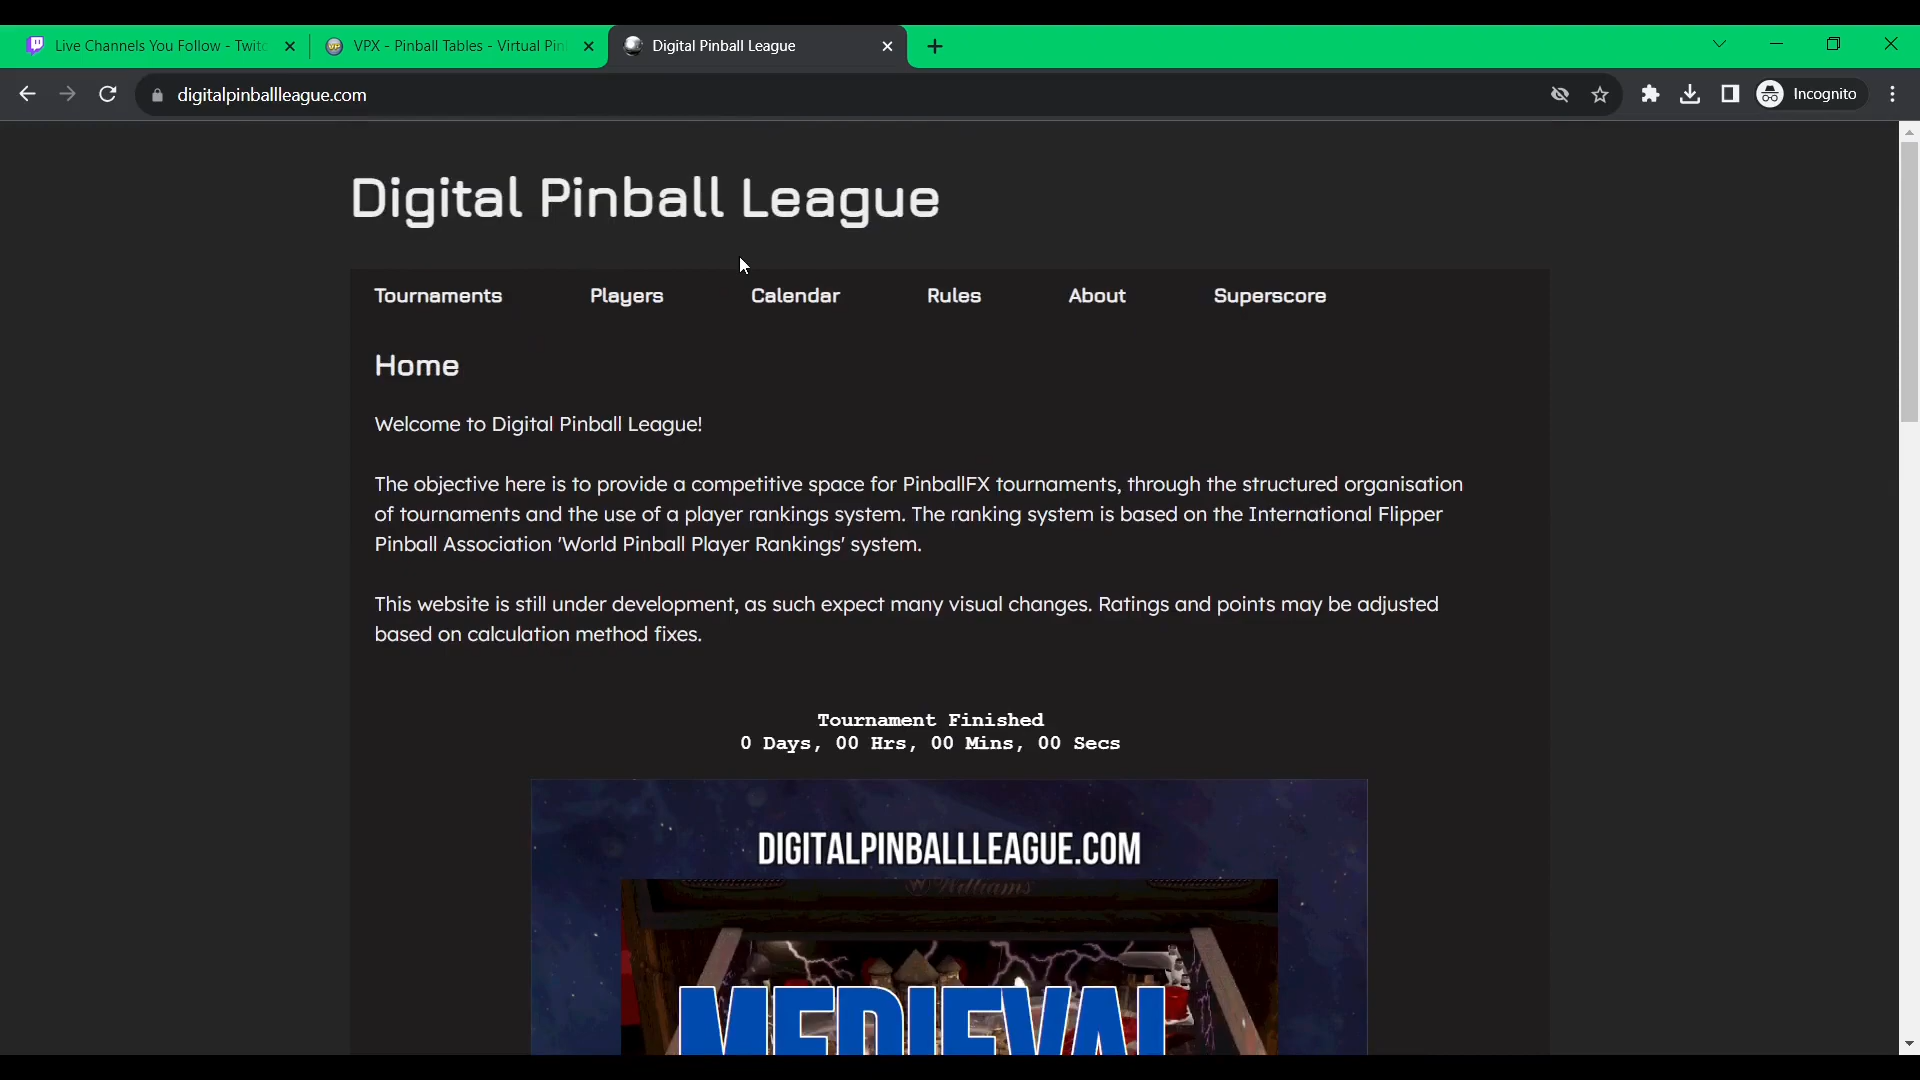 Live Channels You Follow - Twitc
VPX - Pinball Tables - Virtual Pin
Digital Pinball League
digitalpinballleague.com
Incognito
Digital Pinball League
Tournaments Players Calendar Rules About Superscore
Home
Welcome to Digital Pinball League!
The objective here is to provide a competitive space for PinballFX tournaments, through the structured organisation
of tournaments and the use of a player rankings system. The ranking system is based on the International Flipper
Pinball Association 'World Pinball Player Rankings' system.
This website is still under development, as such expect many visual changes. Ratings and points may be adjusted
based on calculation method fixes.
Tournament Finished
0 Days, 00 Hrs, 00 Mins, 00 Secs
DIGITALPINBALLLEAGUE.COM
Williams
MEDIEVAL